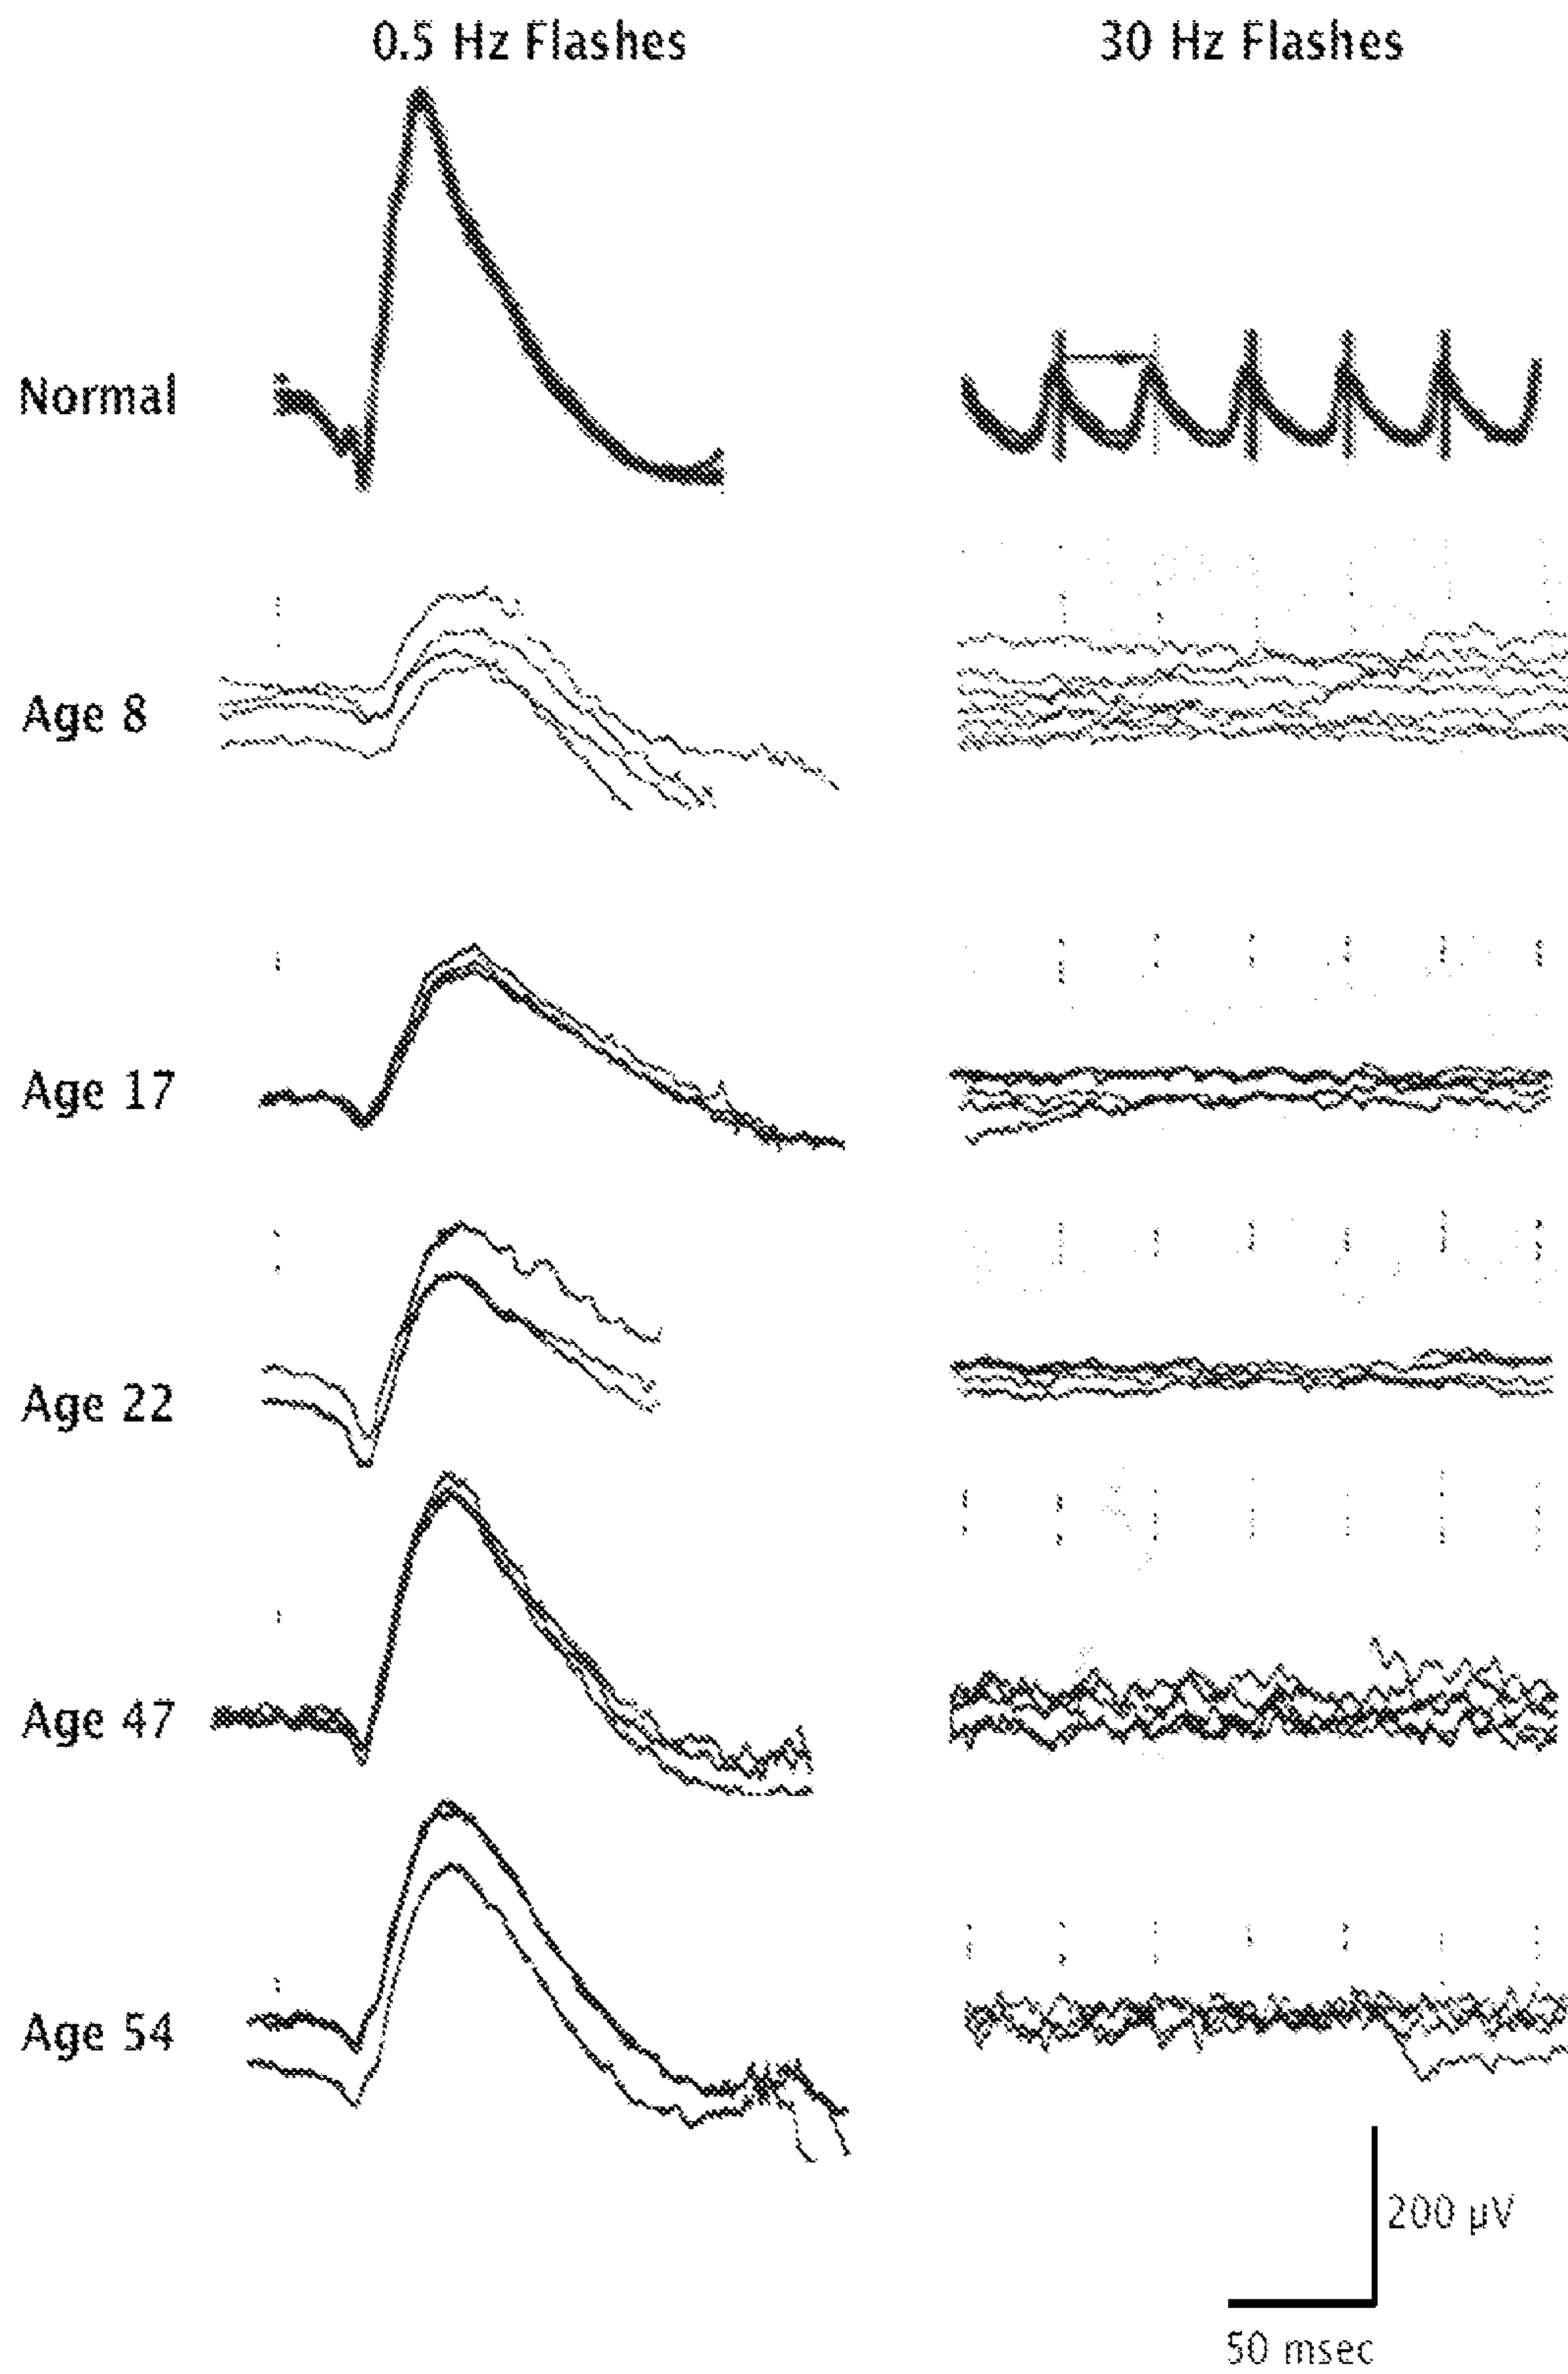 0.5 Hz Flashes
30 Hz Flashes
Normal
Age 8
Age 17
Age 22
Age 47
Age 54
200 µV
50 msec